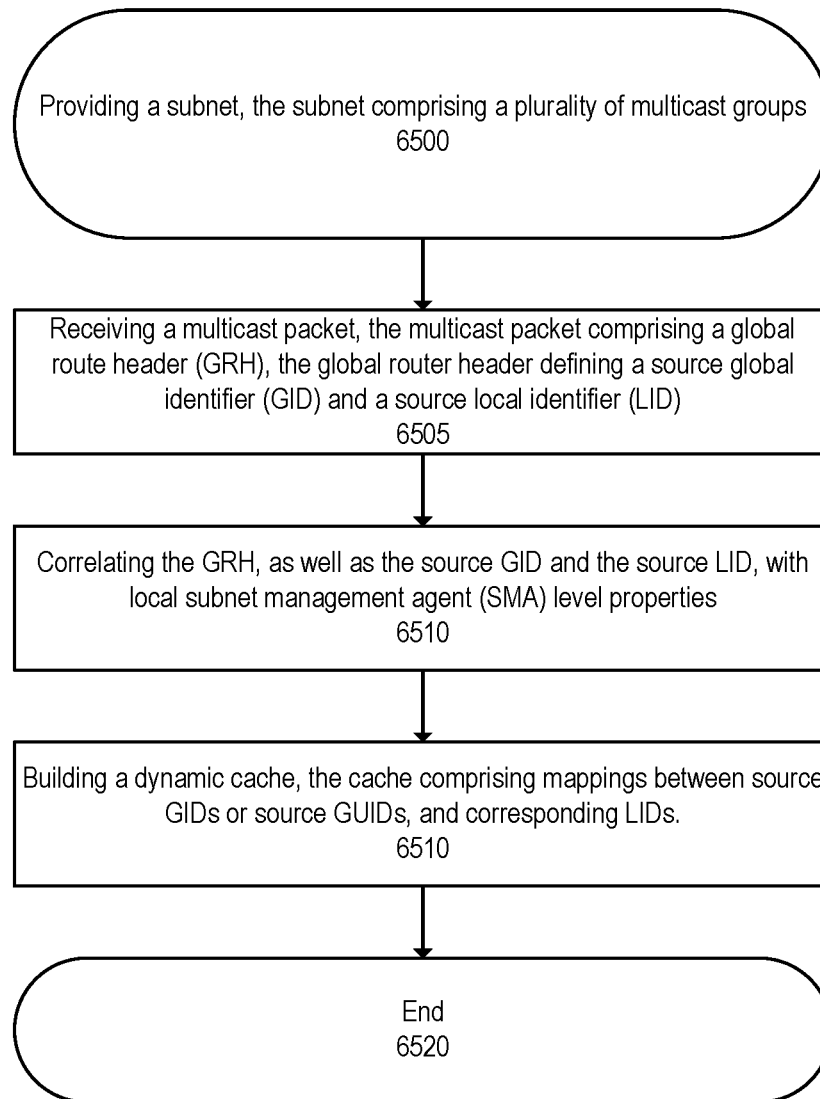 Providing a subnet, the subnet comprising a plurality of multicast groups
6500
Receiving a multicast packet, the multicast packet comprising a global
route header (GRH), the global router header defining a source global
identifier (GID) and a source local identifier (LID)
6505
Correlating the GRH, as well as the source GID and the source LID, with
local subnet management agent (SMA) level properties
6510
Building a dynamic cache, the cache comprising mappings between source
GIDs or source GUIDs, and corresponding LIDs.
6510
End
6520